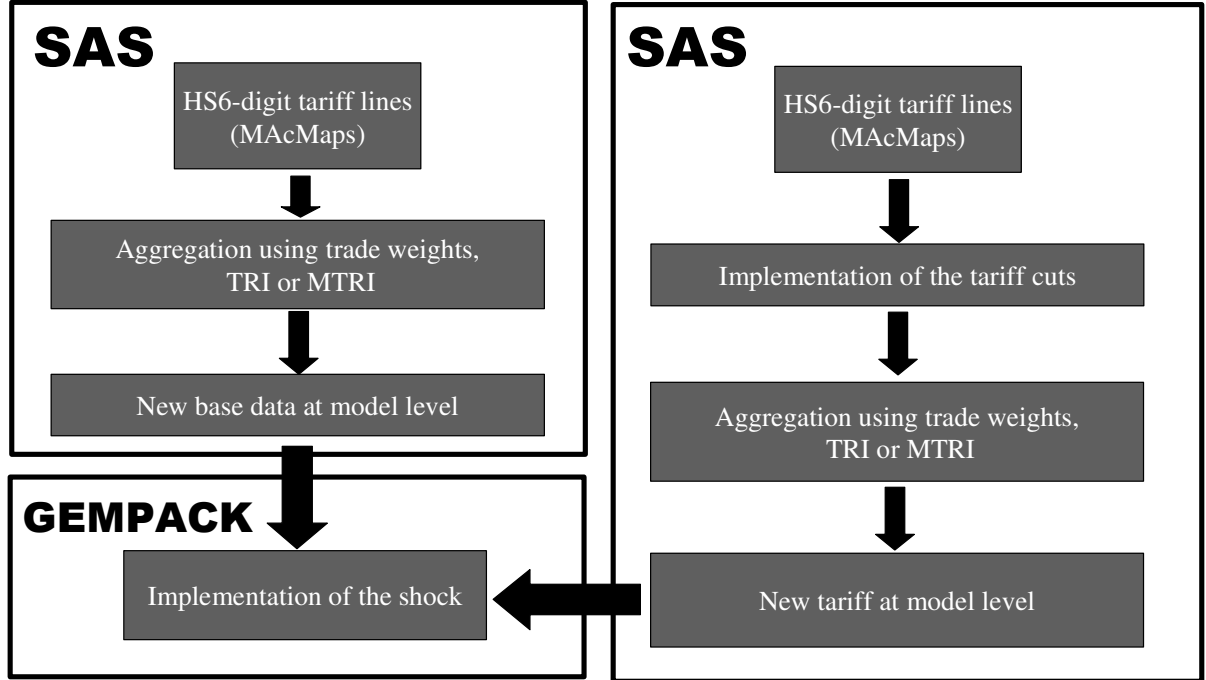 SAS
HS6-digit tariff lines
(MAcMaps)
Aggregation using trade weights,
TRI or MTRI
New base data at model level
GEMPACK
Implementation of the shock
SAS
HS6-digit tariff lines
(MAcMaps)
Implementation of the tariff cuts
Aggregation using trade weights,
TRI or MTRI
New tariff at model level